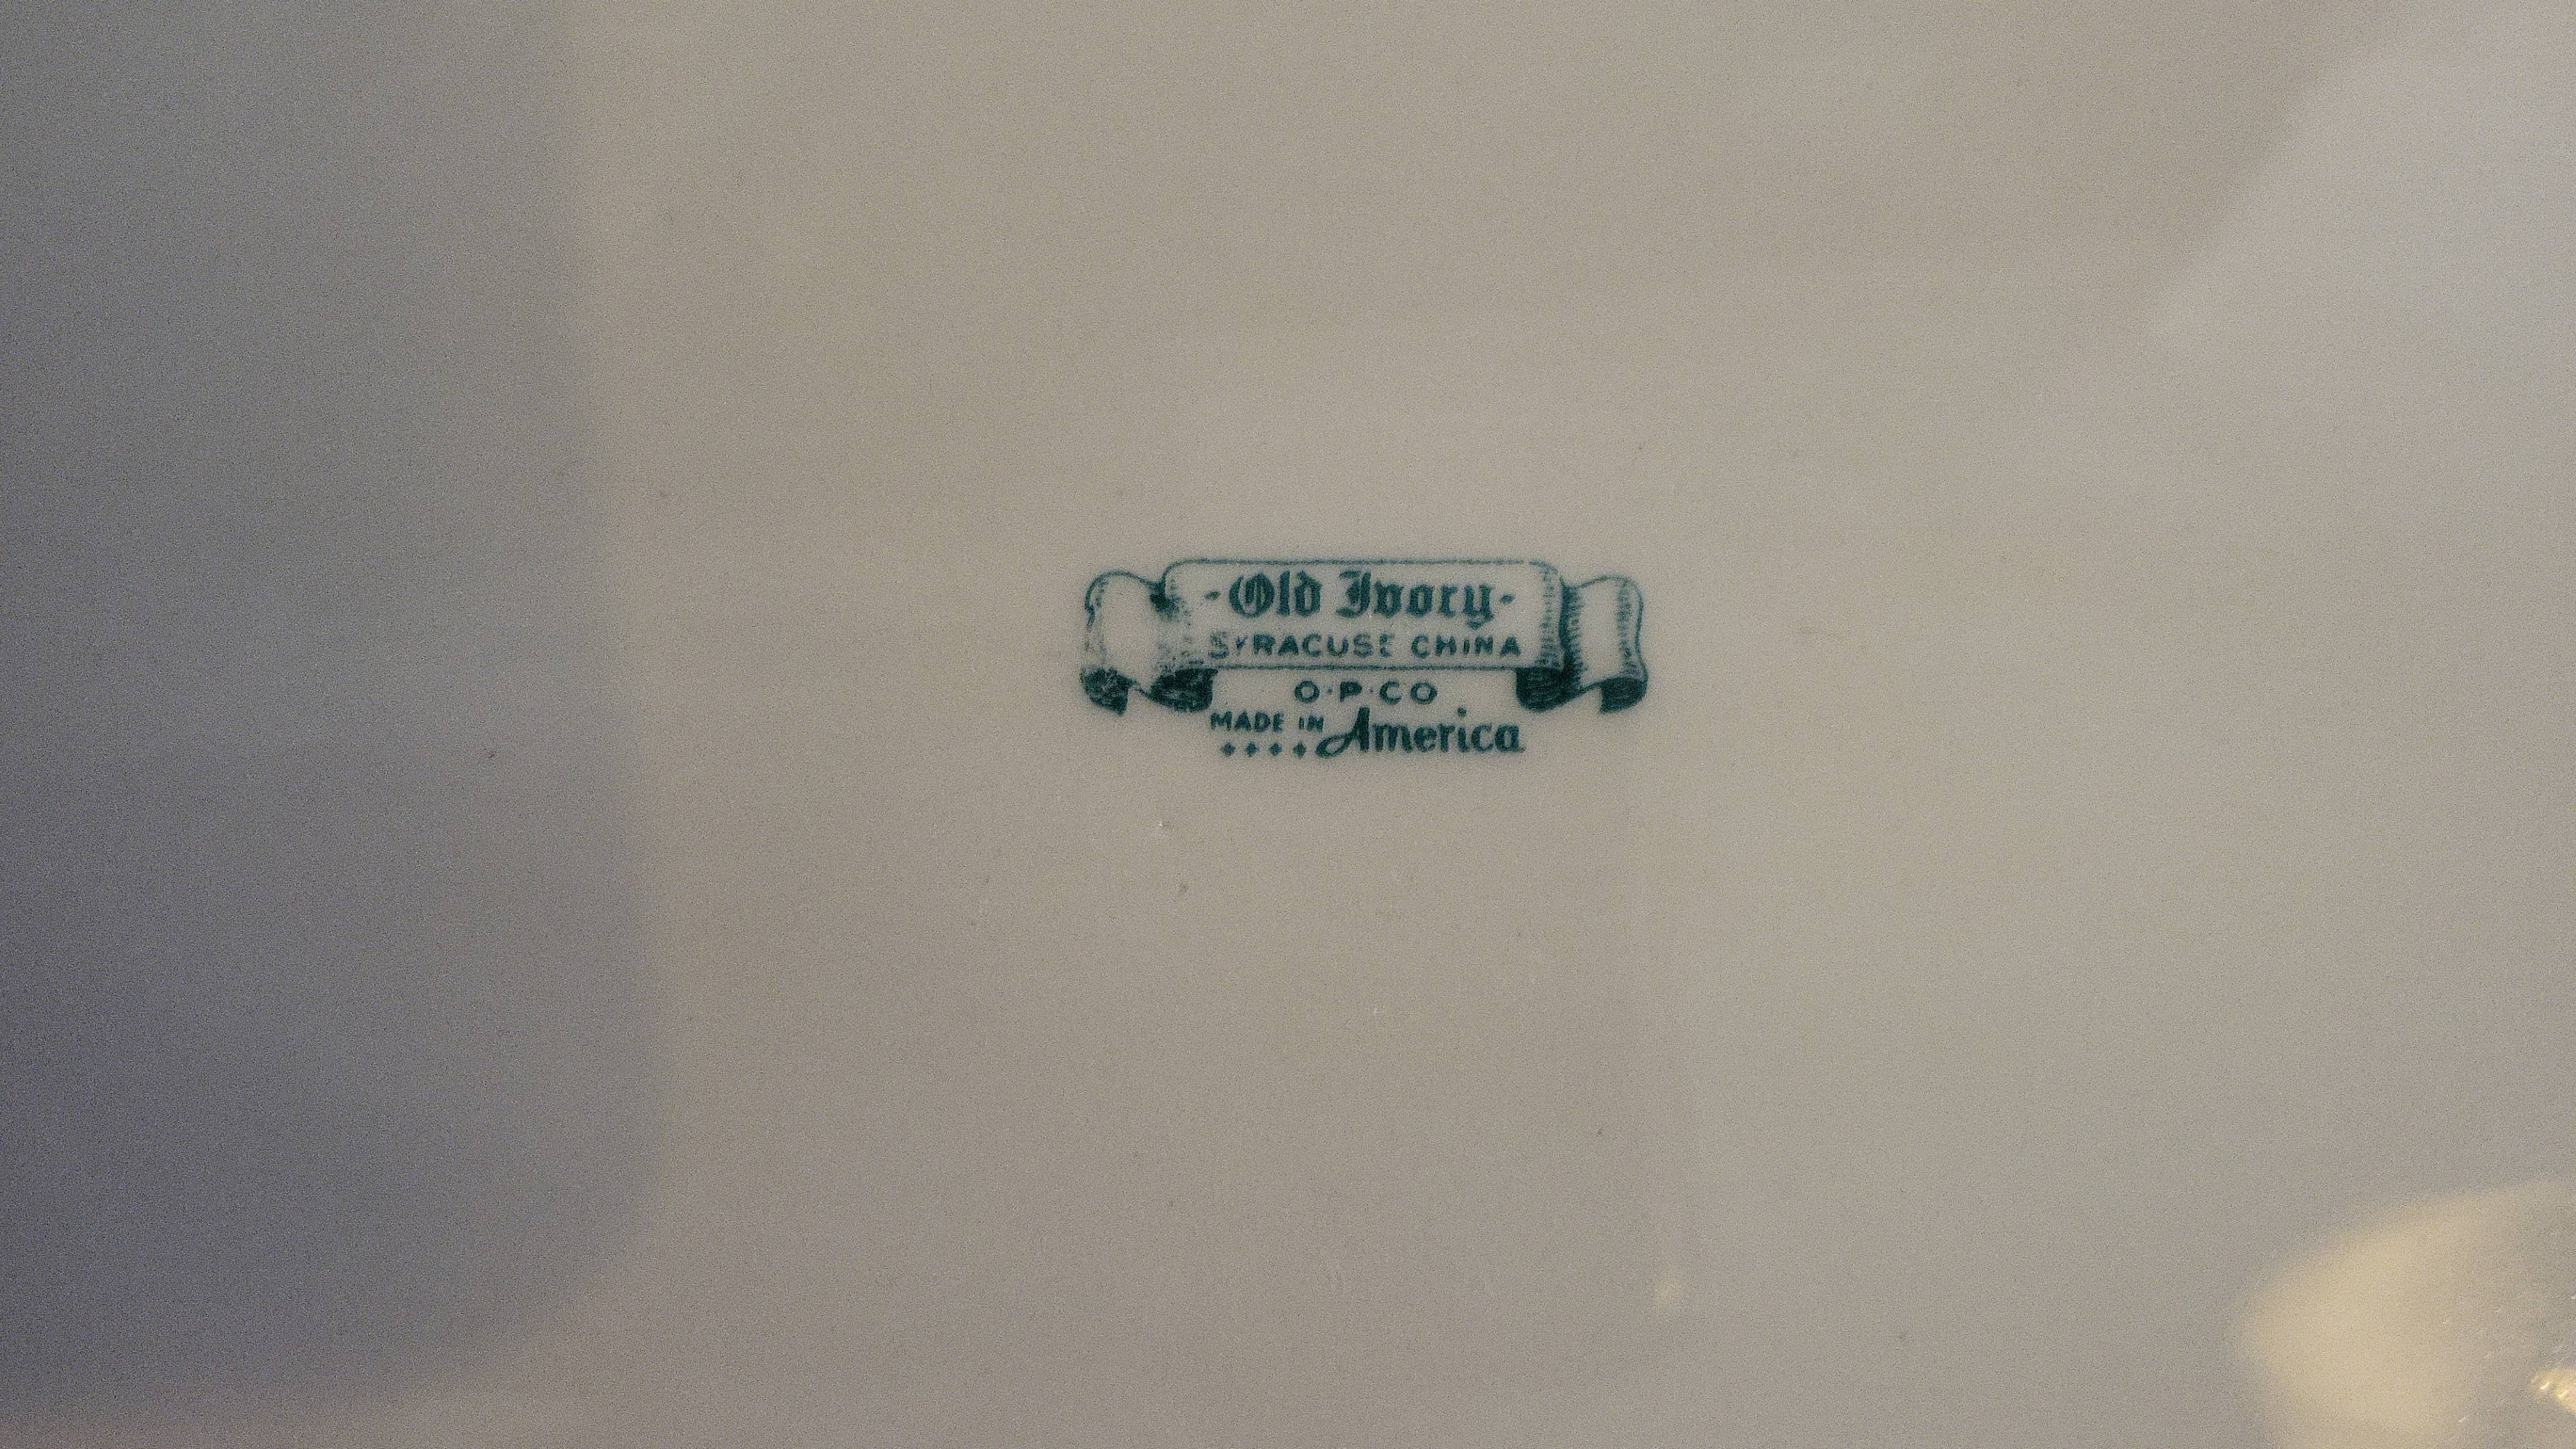 -Old Ivory-
SYRACUSE CHINA
O·P·CO
MADE IN America